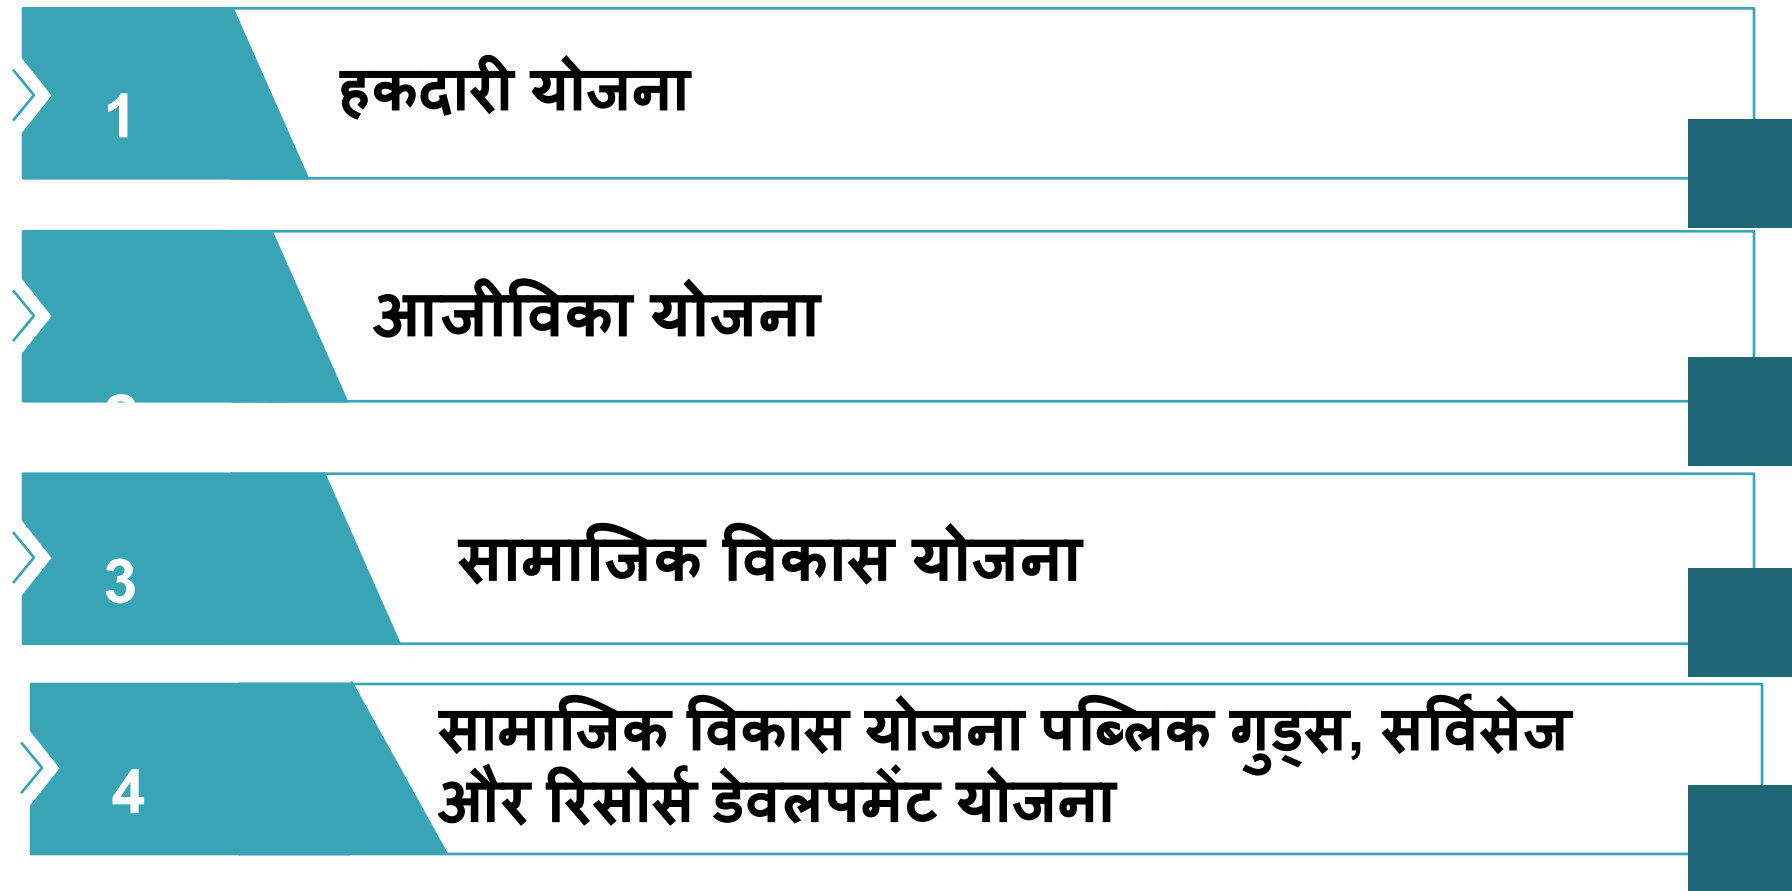 1
हकदारी योजना
आजीविका योजना
3
सामाजिक विकास योजना
4
सामाजिक विकास योजना पब्लिक गुड्स, सर्विसेज
और रिसोर्स डेवलपमेंट योजना